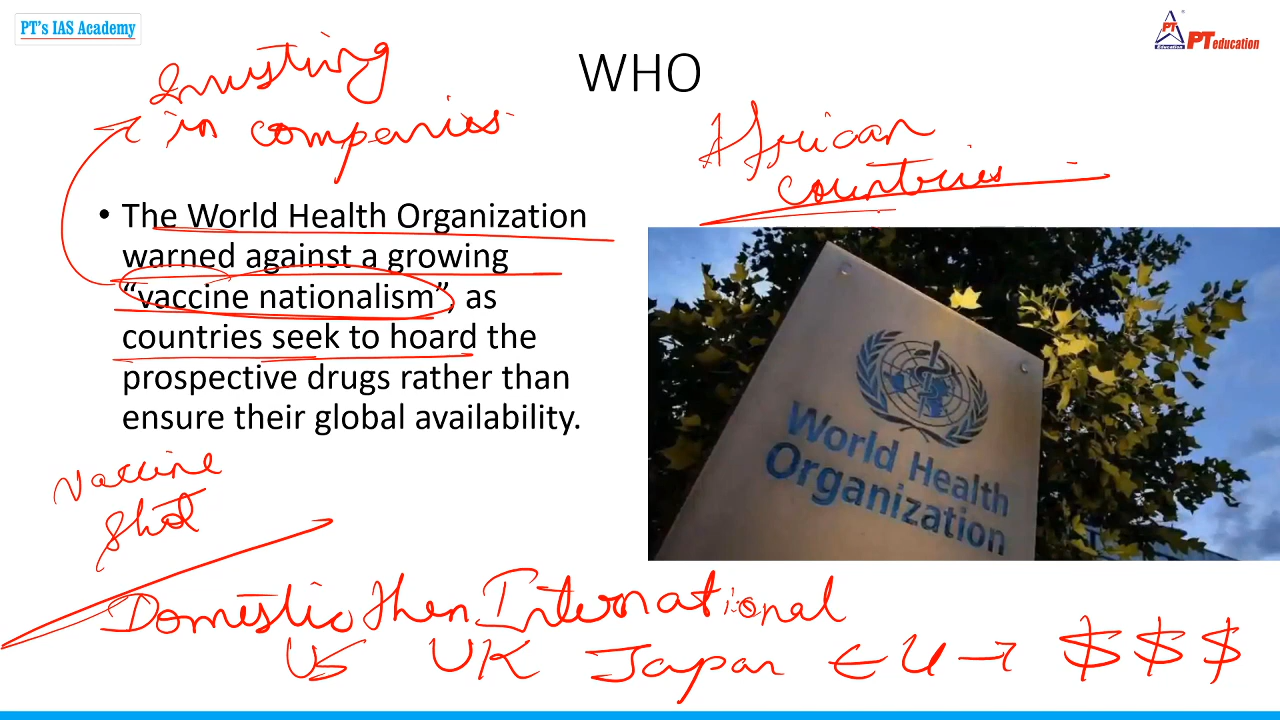 PT's IAS Academy
PT
Education
PT education
WHO
Investing
in companies
African
countries
• The World Health Organization
warned against a growing
"vaccine nationalism", as
countries seek to hoard the
prospective drugs rather than
ensure their global availability.
World Health
Organization
Vaccine
shot
Domestic then International
US UK Japan EU → $ $ $